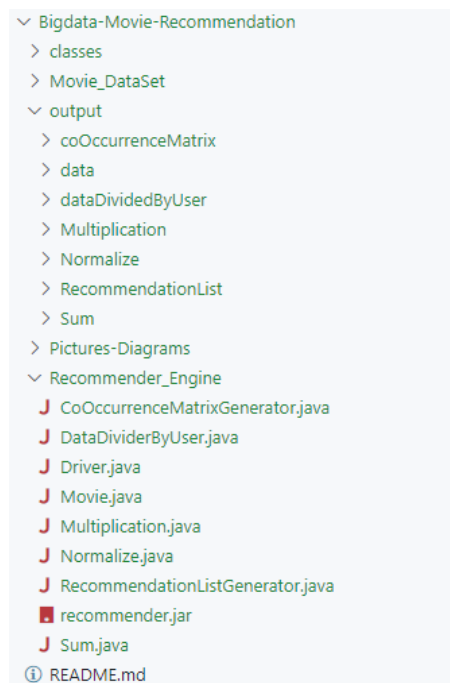 Bigdata-Movie-Recommendation
classes
Movie_DataSet
output
coOccurrenceMatrix
data
dataDividedByUser
Multiplication
Normalize
RecommendationList
Sum
Pictures-Diagrams
Recommender_Engine
J CoOccurrenceMatrixGenerator.java
J DataDividerByUser.java
J Driver.java
J Movie.java
J Multiplication.java
J Normalize.java
J RecommendationListGenerator.java
recommender.jar
J Sum.java
README.md